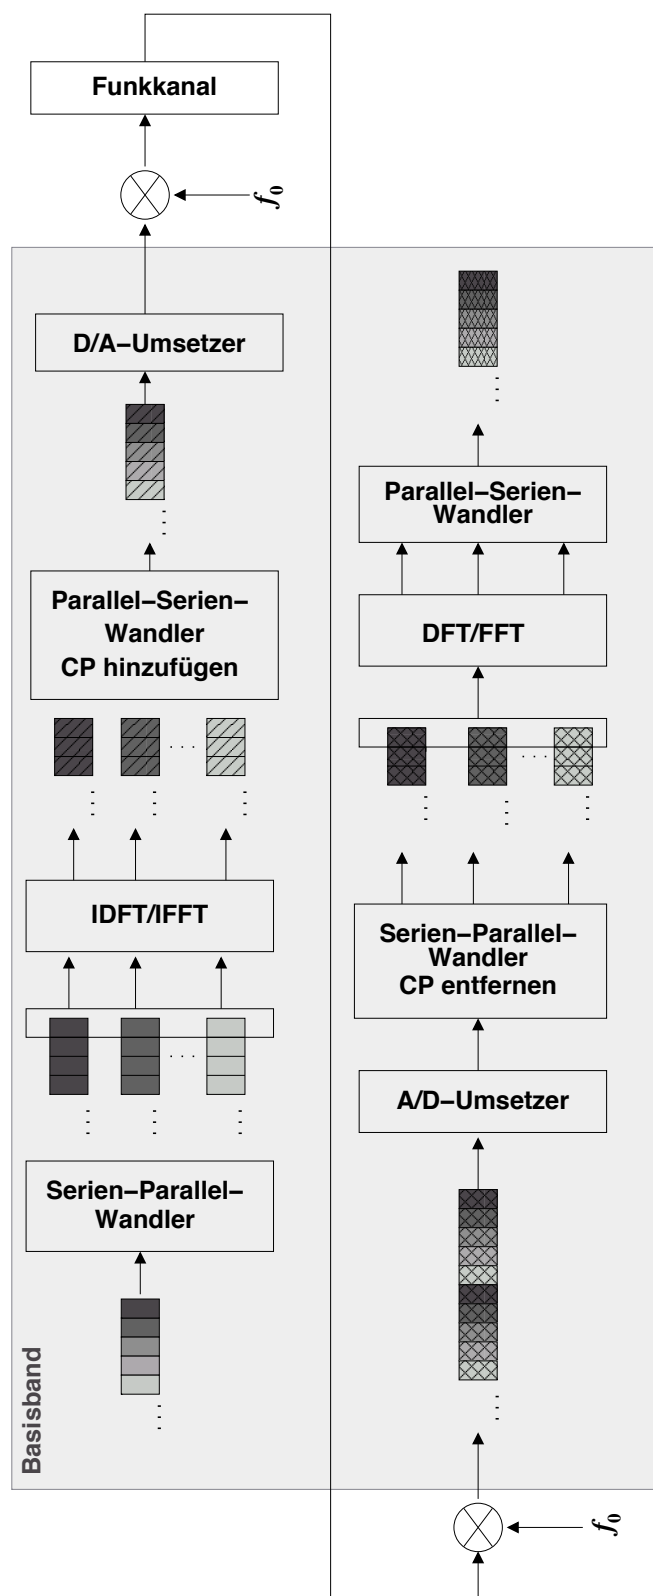 Funkkanal
f₀
D/A–Umsetzer
Parallel–Serien–
Wandler
CP hinzufügen
IDFT/IFFT
Serien–Parallel–
Wandler
Basisband
Parallel–Serien–
Wandler
DFT/FFT
Serien–Parallel–
Wandler
CP entfernen
A/D–Umsetzer
f₀